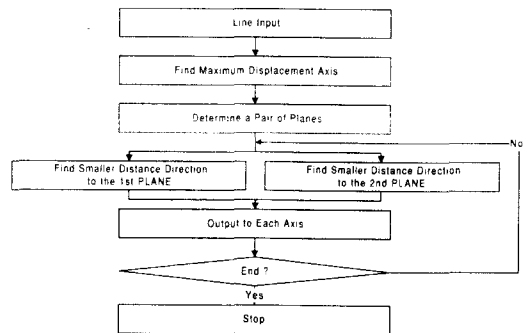 Line Input
Find Maximum Displacement Axis
Determine a Pair of Planes
No
Find Smaller Distance Direction
to the 1st PLANE
Find Smaller Distance Direction
to the 2nd PLANE
Output to Each Axis
End ?
Yes
Stop